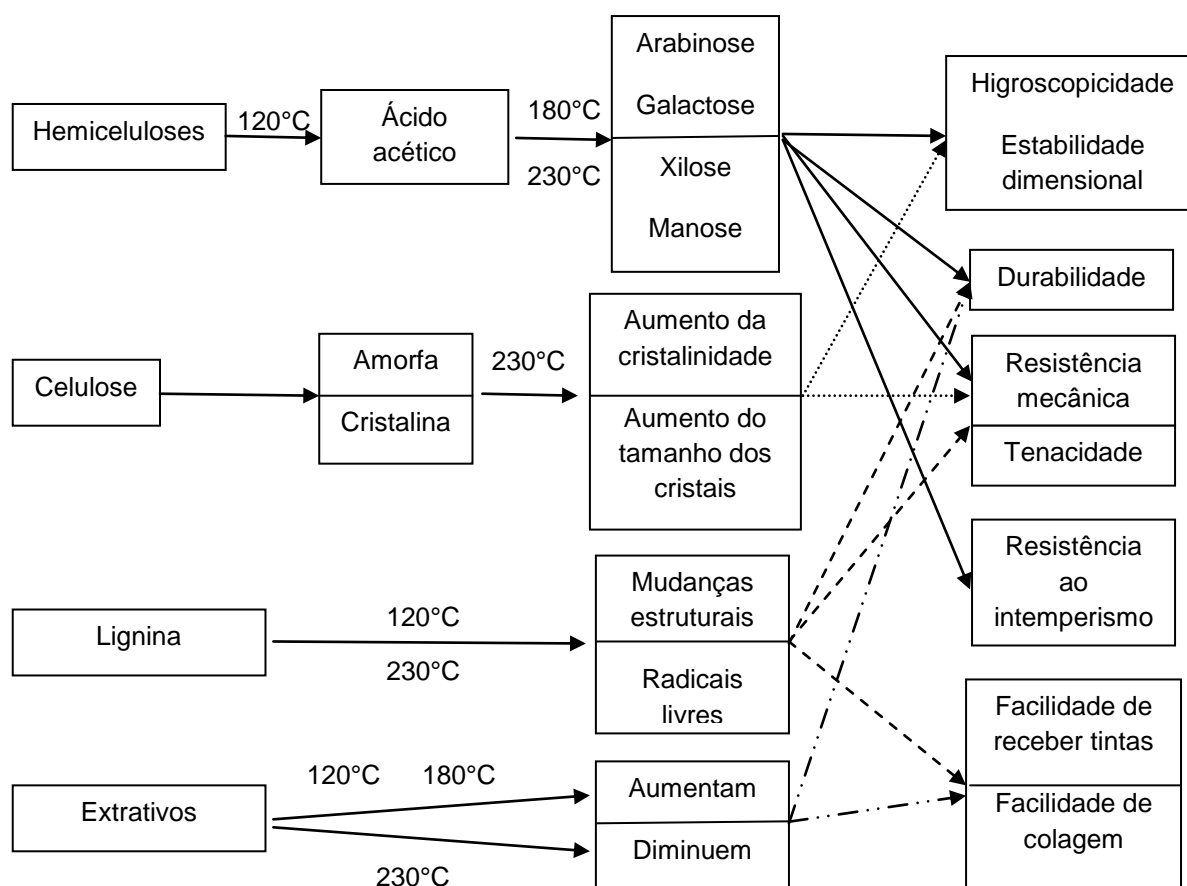 Hemiceluloses
120°C
Ácido
acético
180°C
230°C
Arabinose
Galactose
Xilose
Manose
Higroscopicidade
Estabilidade
dimensional
Durabilidade
Celulose
Amorfa
Cristalina
230°C
Aumento da
cristalinidade
Aumento do
tamanho dos
cristais
Resistência
mecânica
Tenacidade
Resistência
ao
intemperismo
Lignina
120°C
230°C
Mudanças
estruturais
Radicais
livres
Extrativos
120°C 180°C
230°C
Aumentam
Diminuem
Facilidade de
receber tintas
Facilidade de
colagem